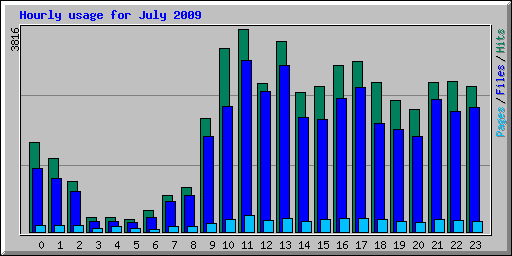 Hourly usage for July 2009
3816
Pages/Files/Hits
0 1 2 3 4 5 6 7 8 9 10 11 12 13 14 15 16 17 18 19 20 21 22 23